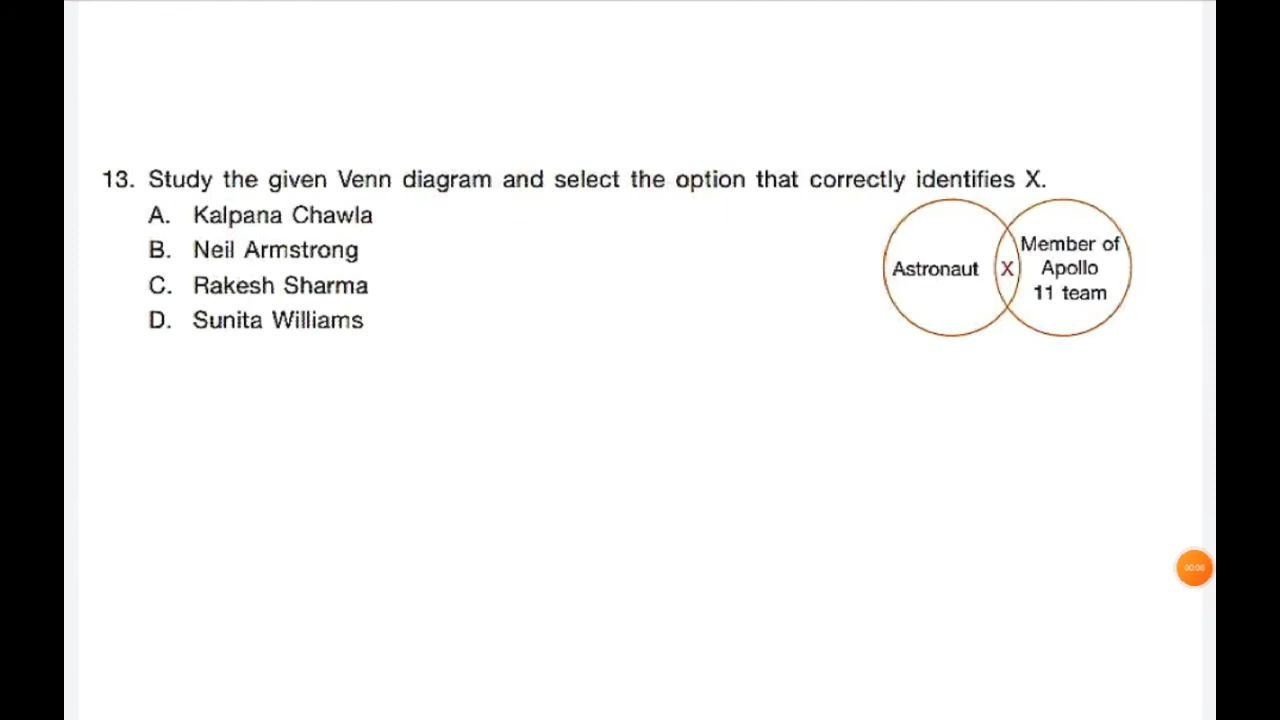 13. Study the given Venn diagram and select the option that correctly identifies X.
A. Kalpana Chawla
B. Neil Armstrong
C. Rakesh Sharma
D. Sunita Williams
Astronaut
X
Member of
Apollo
11 team